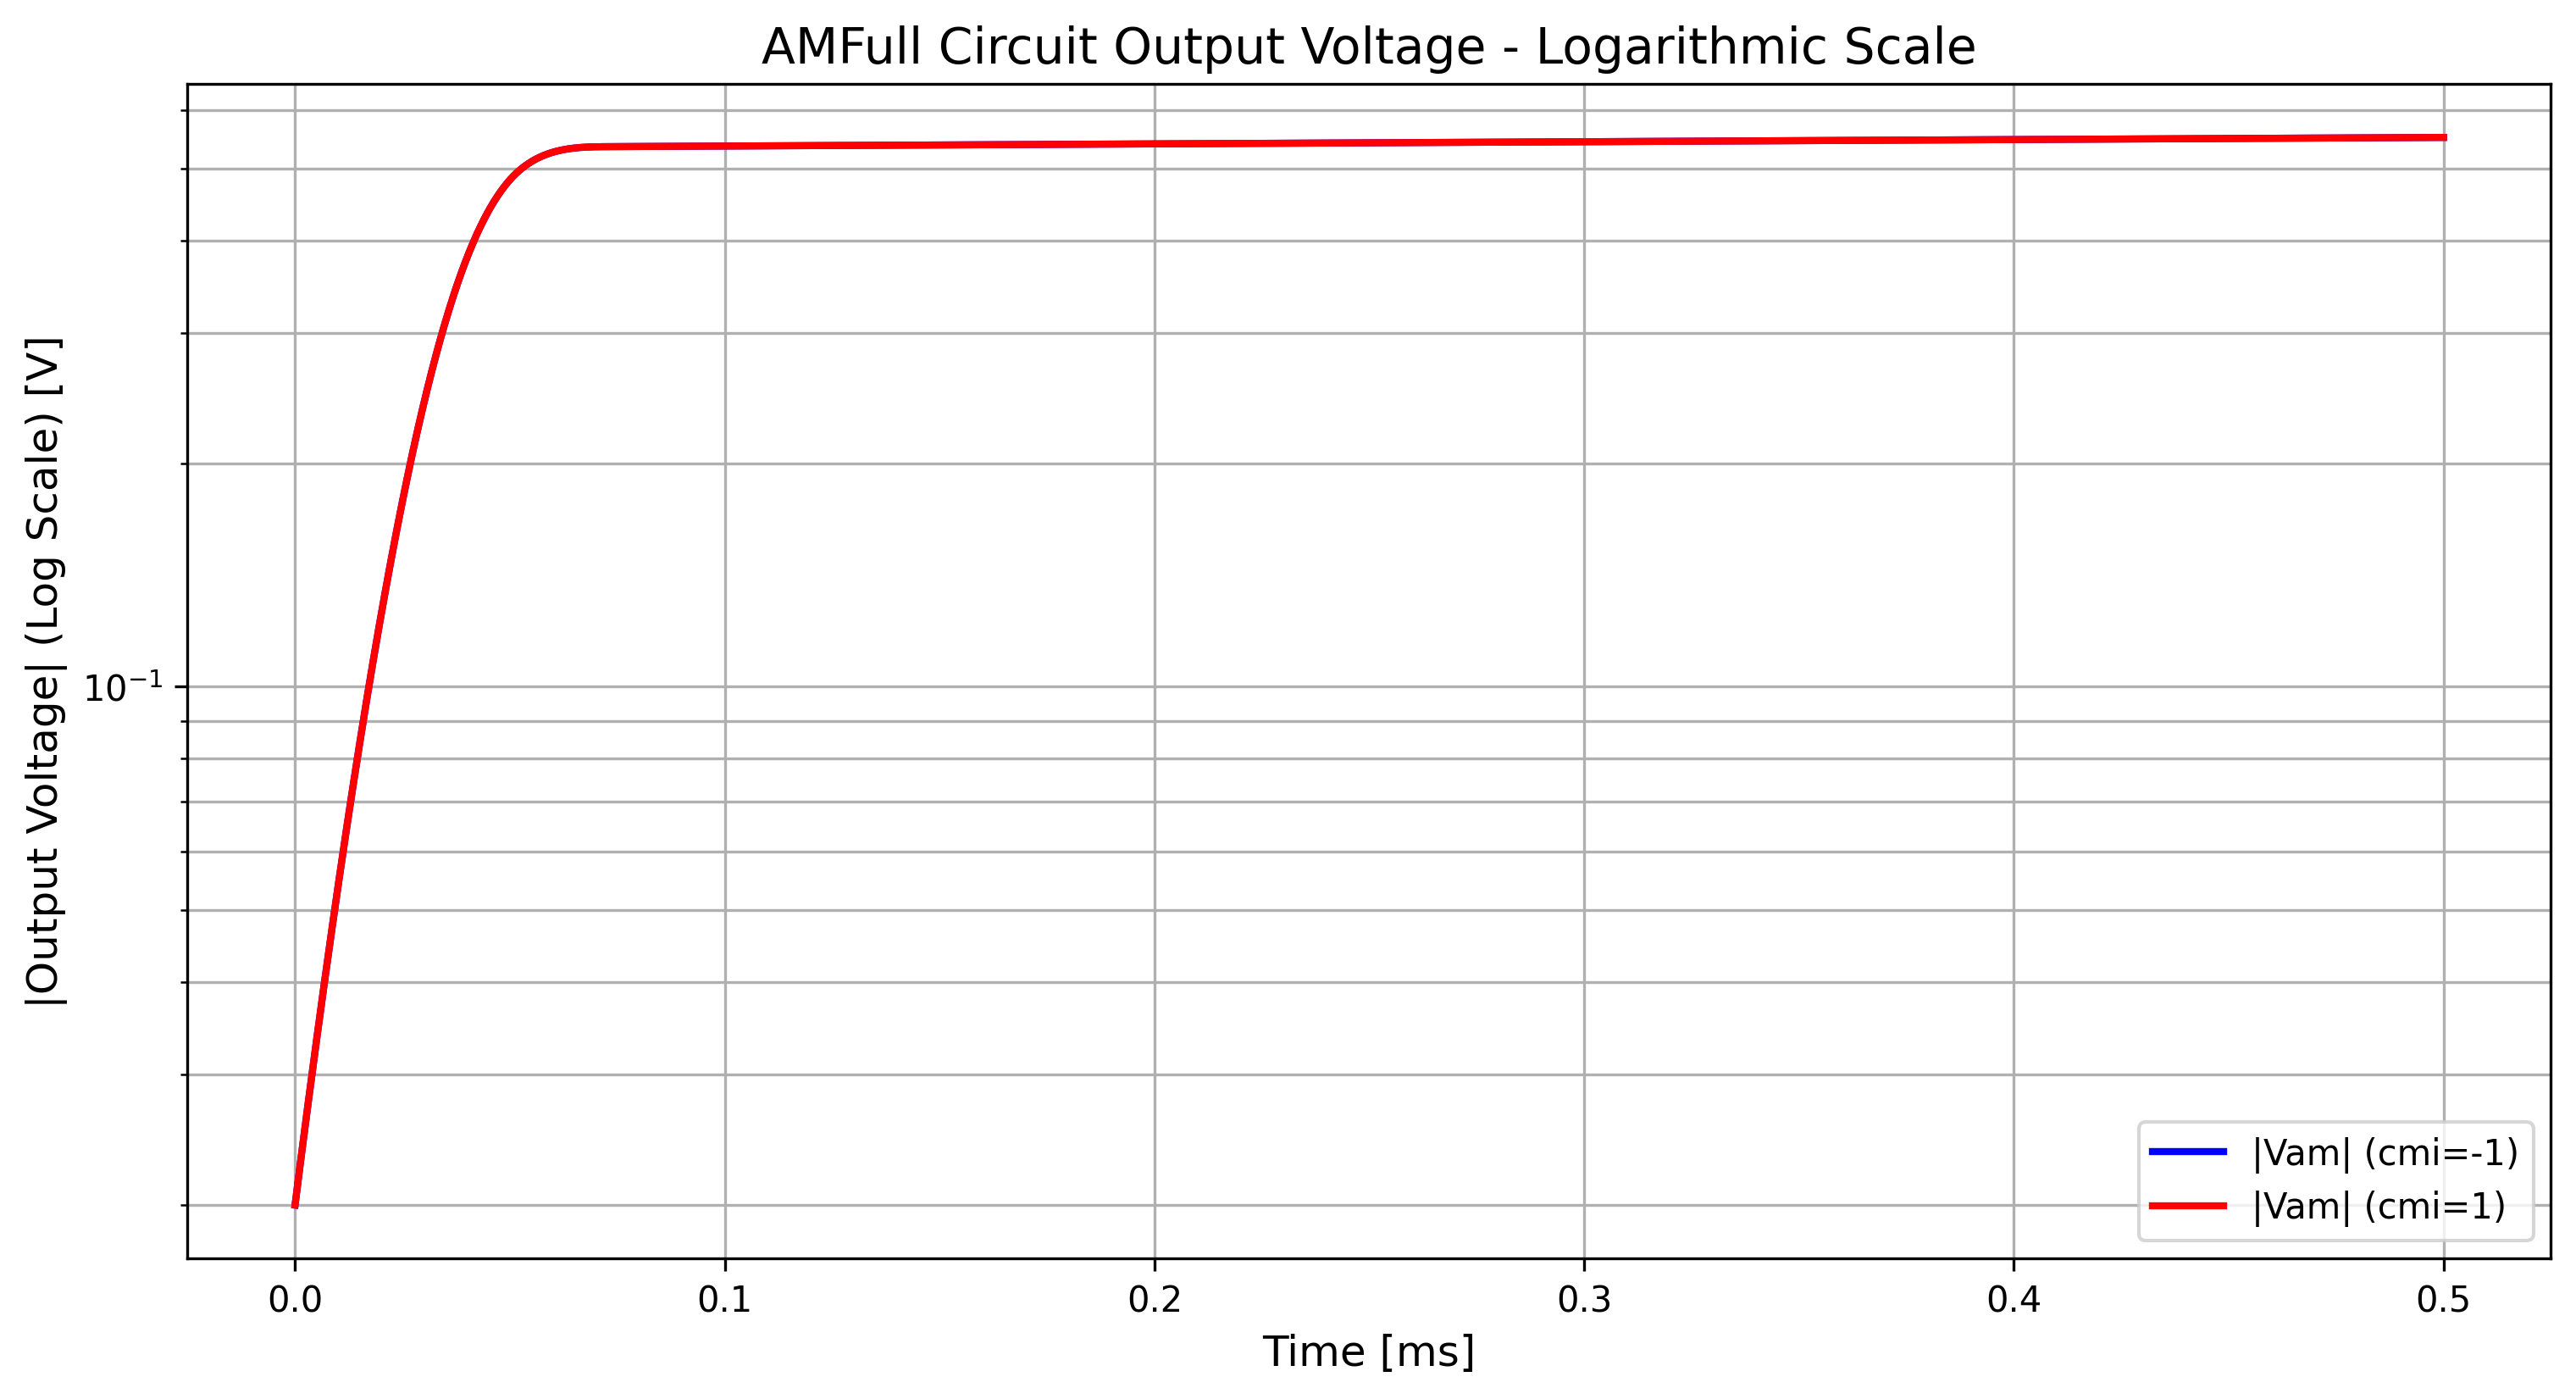 AMFull Circuit Output Voltage - Logarithmic Scale
|Output Voltage| (Log Scale) [V]
10⁻¹
|Vam| (cmi=-1)
|Vam| (cmi=1)
0.0 0.1 0.2 0.3 0.4 0.5
Time [ms]